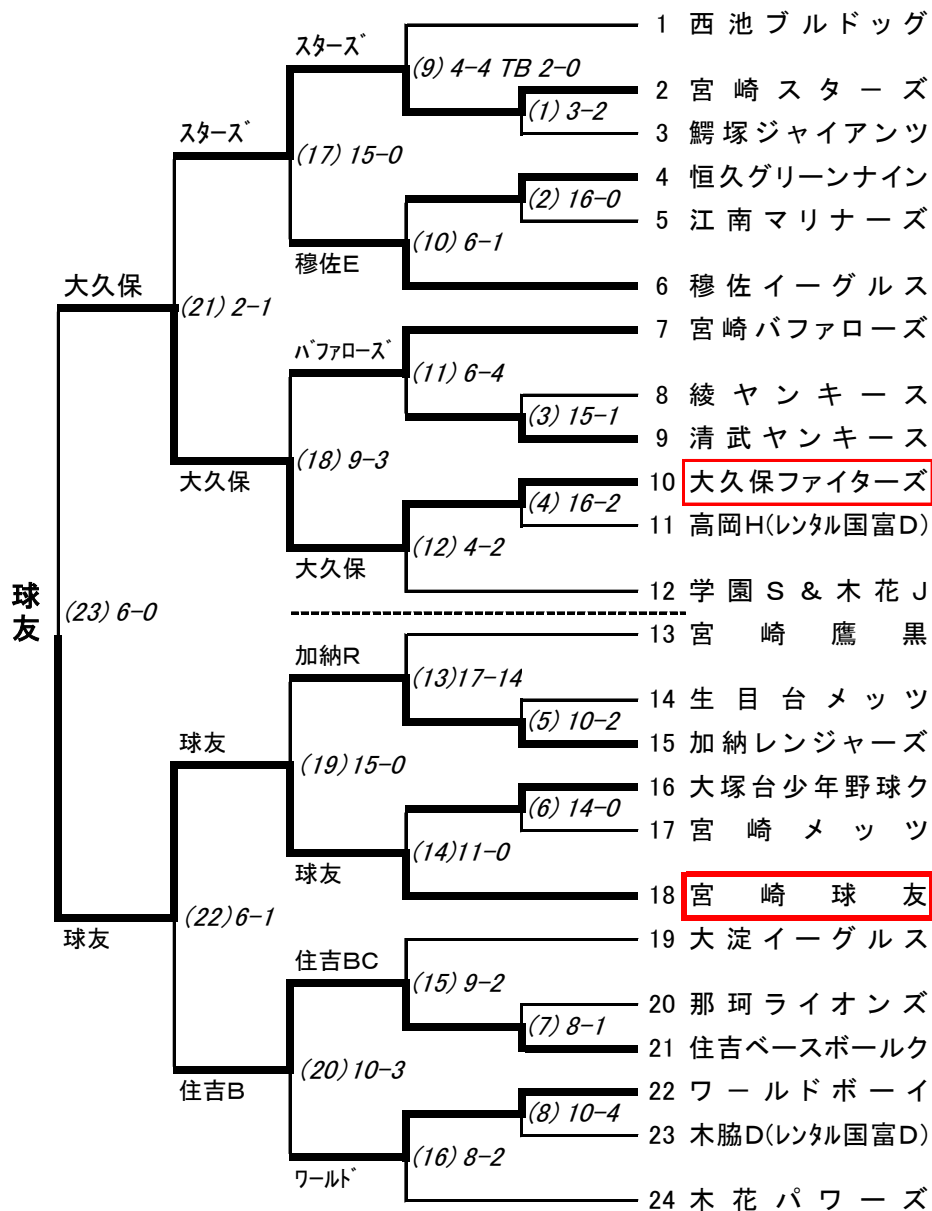 1 西池ブルドッグ
スターズ
(9) 4-4 TB 2-0
2 宮崎スターズ
(1) 3-2
3 鰐塚ジャイアンツ
スターズ
(17) 15-0
4 恒久グリーンナイン
(2) 16-0
5 江南マリナーズ
(10) 6-1
穆佐E
6 穆佐イーグルス
大久保
(21) 2-1
7 宮崎バファローズ
バファローズ
(11) 6-4
8 綾ヤンキース
(3) 15-1
9 清武ヤンキース
(18) 9-3
大久保
10 大久保ファイターズ
(4) 16-2
11 高岡H(レンタル国富D)
(12) 4-2
大久保
12 学園S&木花J
球友
(23) 6-0
13 宮崎鷹黒
加納R
(13)17-14
14 生目台メッツ
(5) 10-2
15 加納レンジャーズ
球友
(19)15-0
16 大塚台少年野球ク
(6) 14-0
17 宮崎メッツ
(14)11-0
球友
18 宮崎球友
(22)6-1
球友
19 大淀イーグルス
住吉BC
(15) 9-2
20 那珂ライオンズ
(7) 8-1
21 住吉ベースボールク
(20)10-3
住吉B
22 ワールドボーイ
(8) 10-4
23 木脇D(レンタル国富D)
(16) 8-2
ワールド
24 木花パワーズ